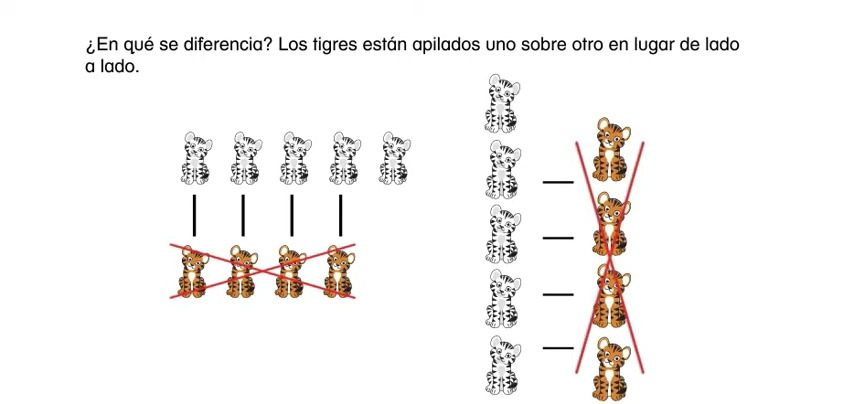 ¿En qué se diferencia? Los tigres están apilados uno sobre otro en lugar de lado
a lado.